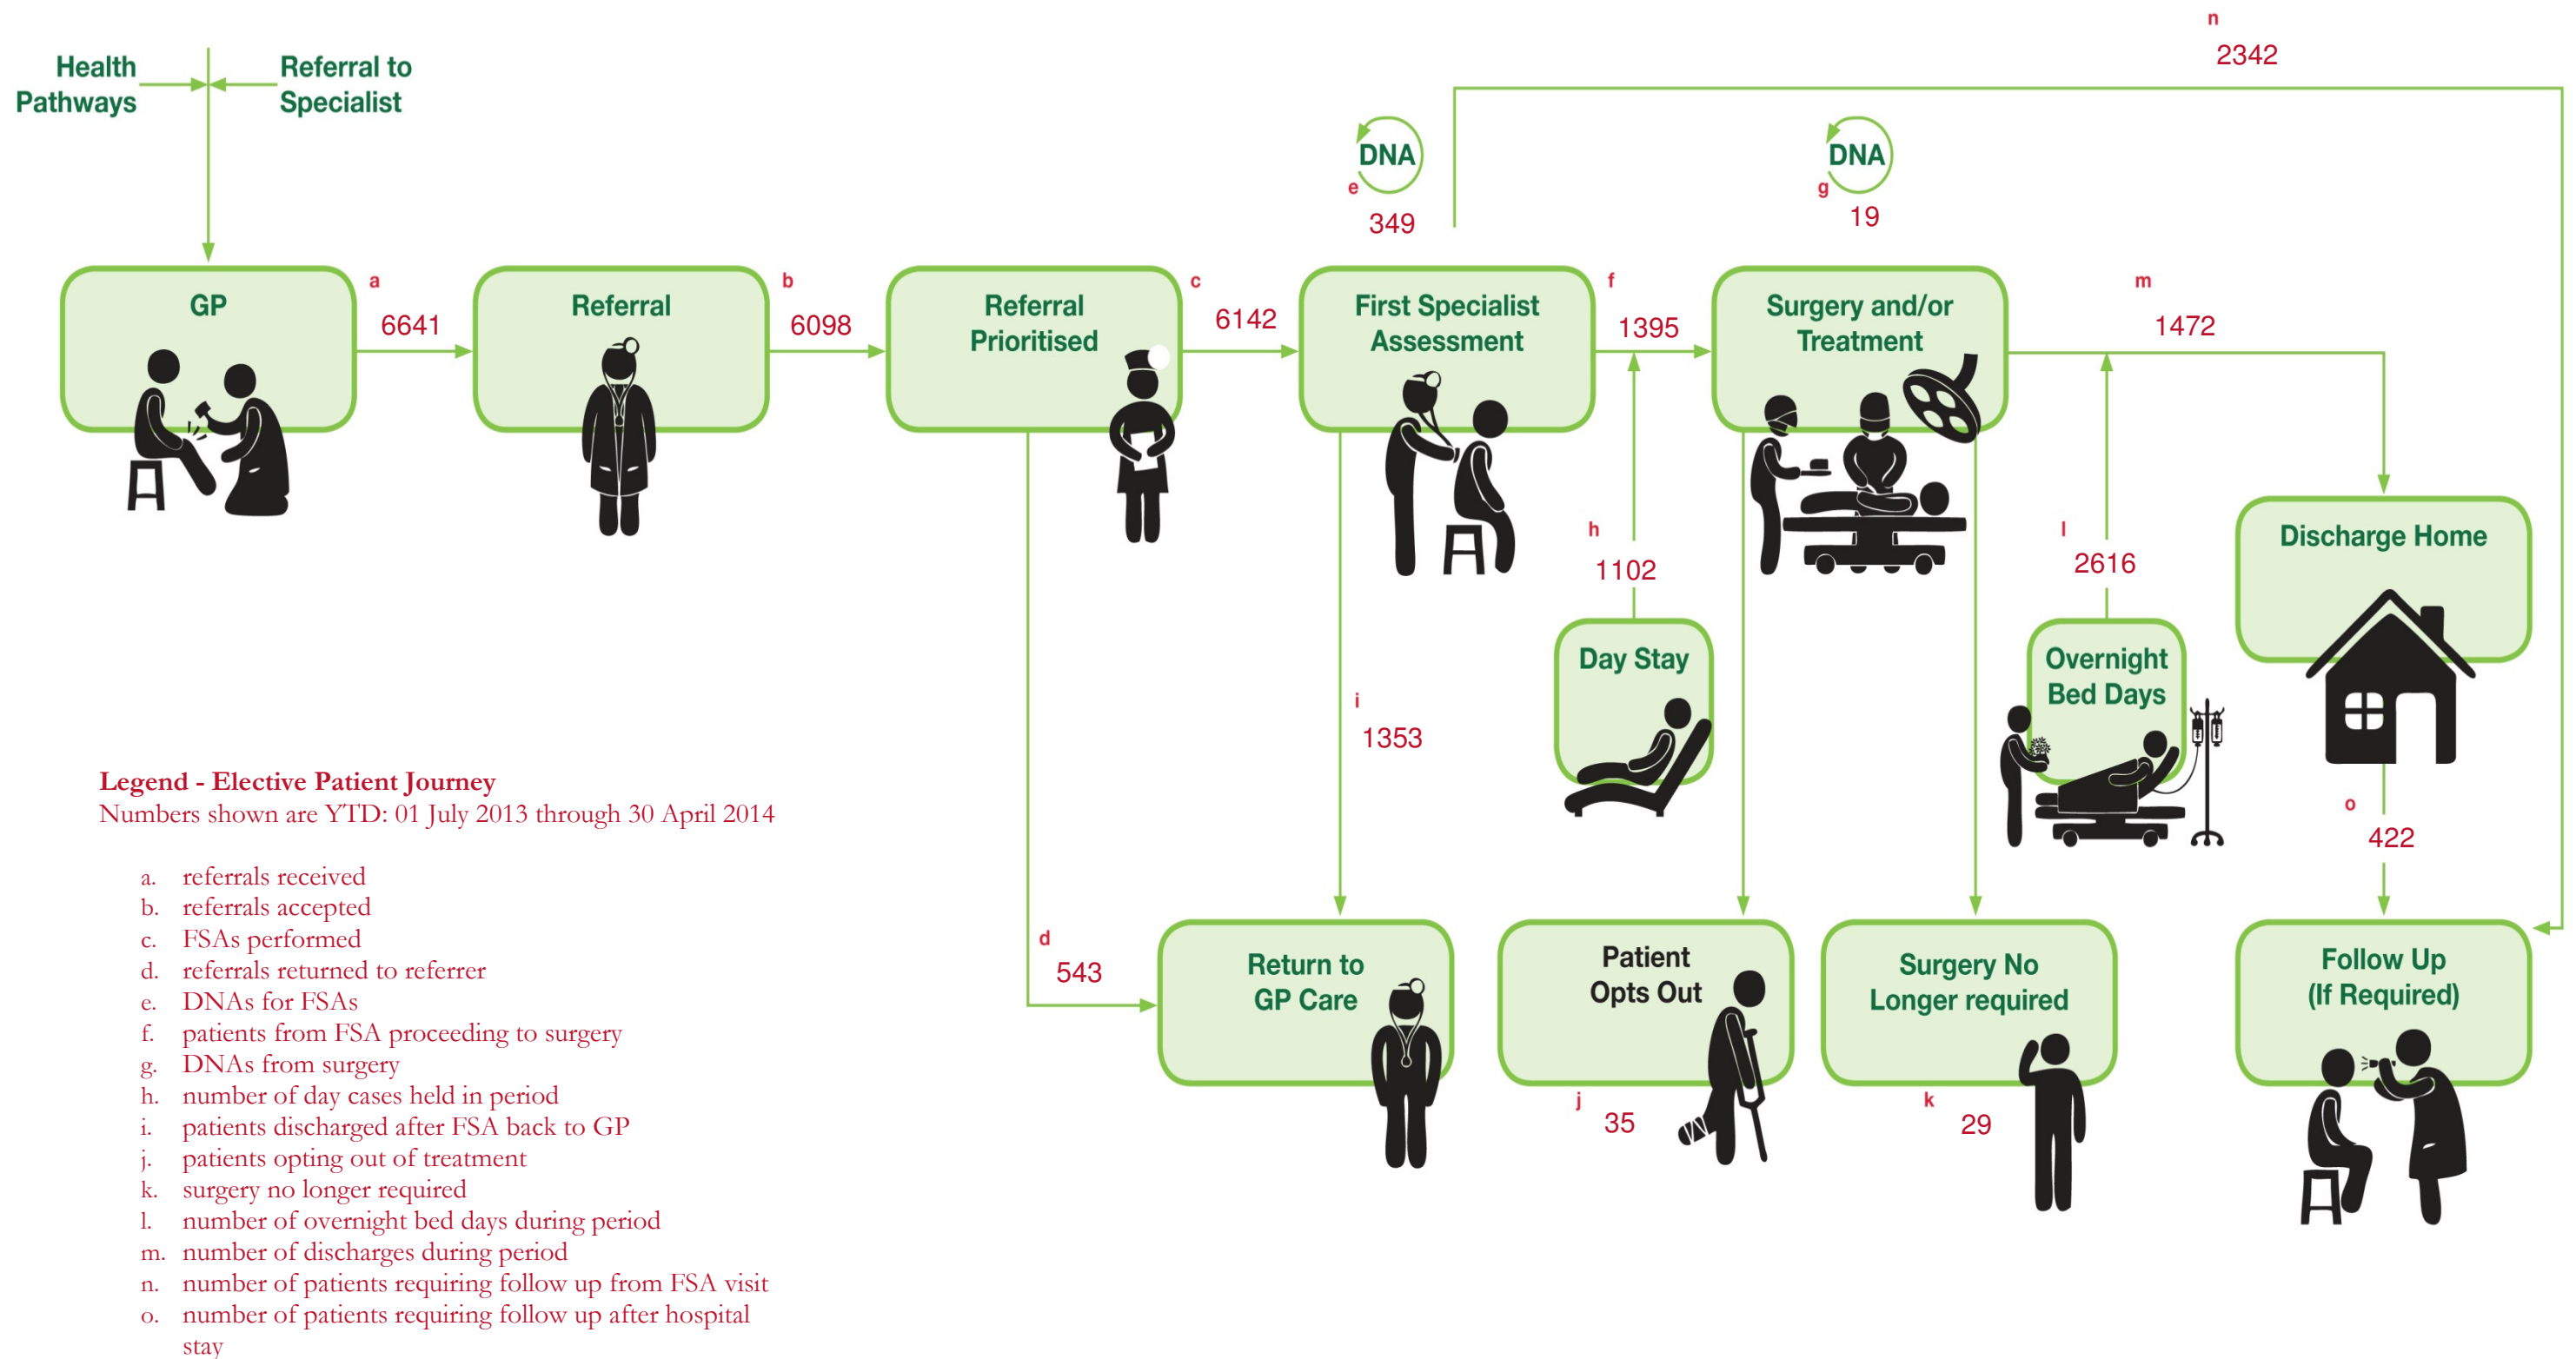 n
2342
Health
Pathways
Referral to
Specialist
DNA
e
349
DNA
g
19
GP
a
6641
Referral
b
6098
Referral
Prioritised
c
6142
First Specialist
Assessment
f
1395
Surgery and/or
Treatment
m
1472
h
1102
l
2616
Discharge Home
Day Stay
Overnight
Bed Days
i
1353
o
422
d
543
Return to
GP Care
Patient
Opts Out
Surgery No
Longer required
Follow Up
(If Required)
j
35
k
29
Legend - Elective Patient Journey
Numbers shown are YTD: 01 July 2013 through 30 April 2014
a. referrals received
b. referrals accepted
c. FSAs performed
d. referrals returned to referrer
e. DNAs for FSAs
f. patients from FSA proceeding to surgery
g. DNAs from surgery
h. number of day cases held in period
i. patients discharged after FSA back to GP
j. patients opting out of treatment
k. surgery no longer required
l. number of overnight bed days during period
m. number of discharges during period
n. number of patients requiring follow up from FSA visit
o. number of patients requiring follow up after hospital
stay